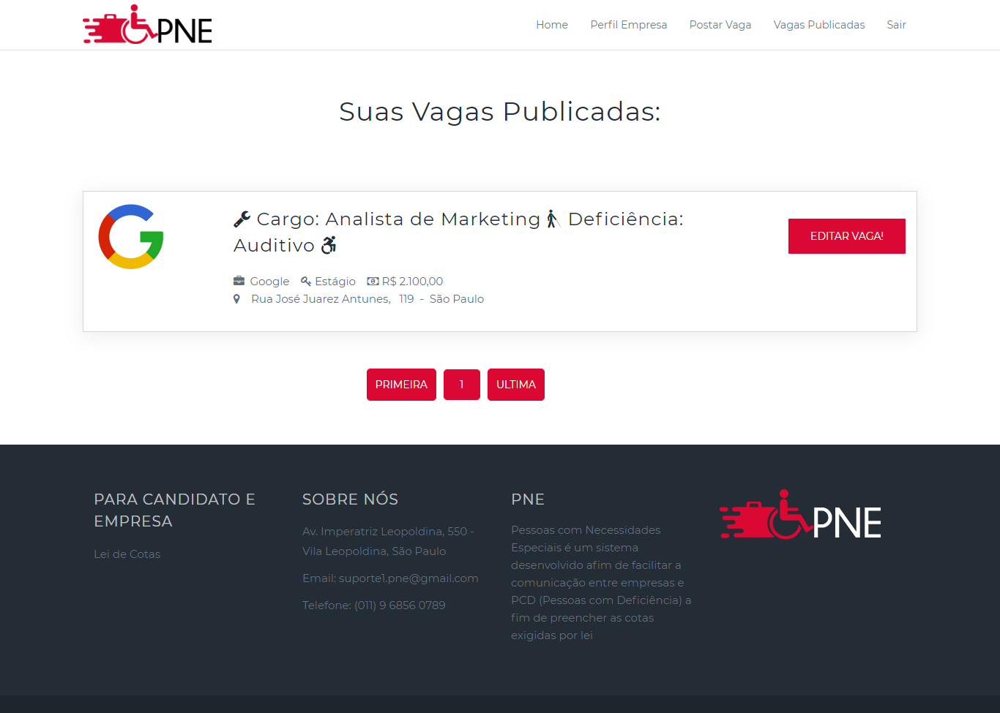 PNE
Home Perfil Empresa Postar Vaga Vagas Publicadas Sair
Suas Vagas Publicadas:
Cargo: Analista de Marketing Deficiência:
Auditivo
EDITAR VAGA!
Google Estágio R$ 2.100,00
Rua José Juarez Antunes, 119 - São Paulo
PRIMEIRA 1 ULTIMA
PARA CANDIDATO E
EMPRESA
Lei de Cotas
SOBRE NÓS
Av. Imperatriz Leopoldina, 550 -
Vila Leopoldina, São Paulo
Email: suporte1.pne@gmail.com
Telefone: (011) 9 6856 0789
PNE
Pessoas com Necessidades
Especiais é um sistema
desenvolvido afim de facilitar a
comunicação entre empresas e
PCD (Pessoas com Deficiência) a
fim de preencher as cotas
exigidas por lei
PNE